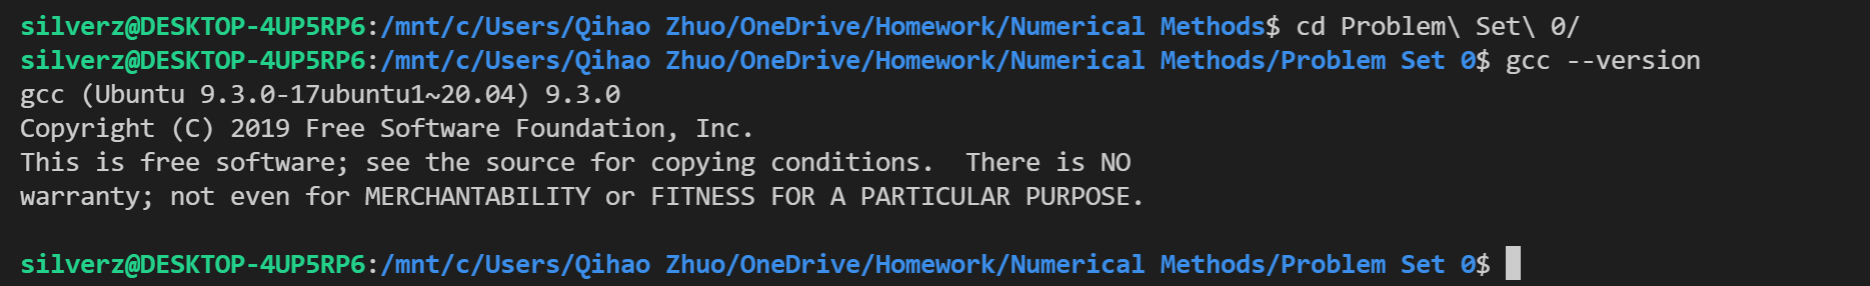 silverz@DESKTOP-4UP5RP6:/mnt/c/Users/Qihao Zhuo/OneDrive/Homework/Numerical Methods$ cd Problem\ Set\ 0/
silverz@DESKTOP-4UP5RP6:/mnt/c/Users/Qihao Zhuo/OneDrive/Homework/Numerical Methods/Problem Set 0$ gcc --version
gcc (Ubuntu 9.3.0-17ubuntu1~20.04) 9.3.0
Copyright (C) 2019 Free Software Foundation, Inc.
This is free software; see the source for copying conditions.  There is NO
warranty; not even for MERCHANTABILITY or FITNESS FOR A PARTICULAR PURPOSE.
silverz@DESKTOP-4UP5RP6:/mnt/c/Users/Qihao Zhuo/OneDrive/Homework/Numerical Methods/Problem Set 0$